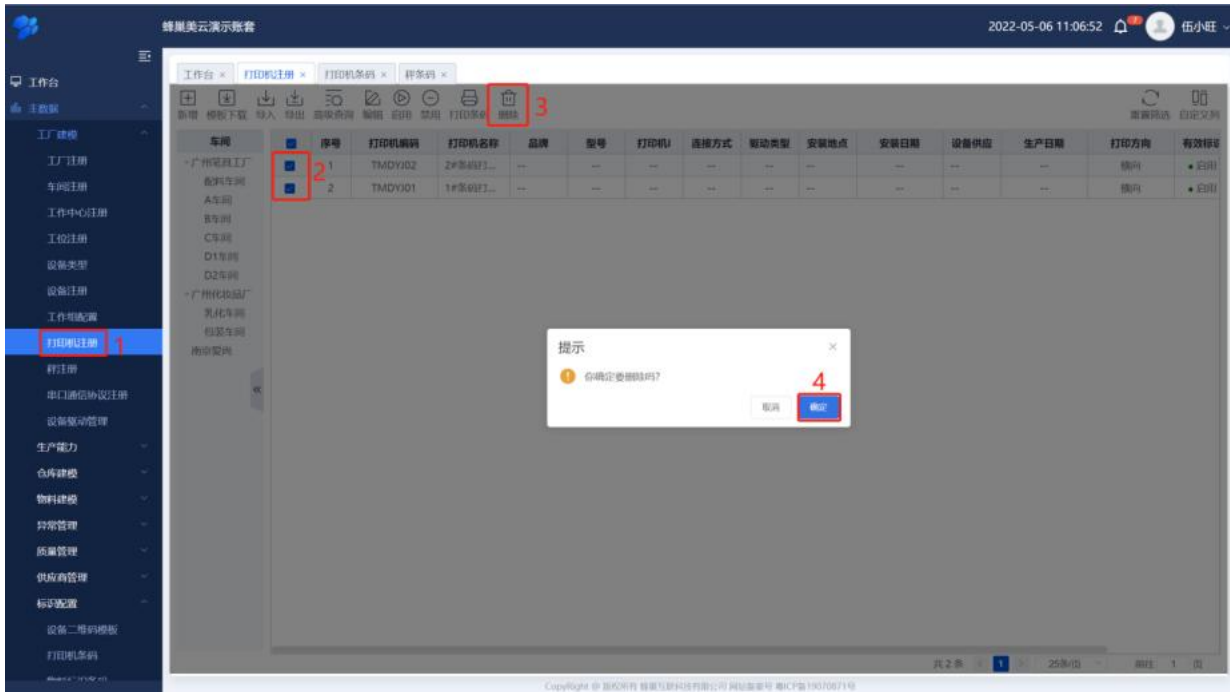 蜂巢美云演示账套
2022-05-06 11:06:52
伍小旺
工作台
主数据
工厂建模
工厂注册
车间注册
工作中心注册
工位注册
设备类型
设备注册
工作组配置
打印机注册 1
秤注册
串口通信协议注册
设备驱动管理
生产能力
仓库建模
物料建模
异常管理
质量管理
供应商管理
标识配置
设备二维码模板
打印机条码
工作台 × 打印机注册 × 打印机条码 × 秤条码 ×
新增 模板下载 导入 导出 高级查询 编辑 启用 禁用 打印条码 删除 3
重置筛选 自定义列
车间
广州笔算工厂
配料车间
A车间
B车间
C车间
D1车间
D2车间
广州化妆品厂
乳化车间
包装车间
序号 打印机编码 打印机名称 品牌 型号 打印机IJ 连接方式 驱动类型 安装地点 安装日期 设备供应 生产日期 打印方向 有效标识
2
1 TMDYJ02 2#条码打... -- -- -- -- -- -- -- -- -- 横向 启用
2 TMDYJ01 1#条码打... -- -- -- -- -- -- -- -- -- 横向 启用
提示 ×
你确定要删除吗?
4
取消 确定
共 2 条 1 25条/页 前往 1 页